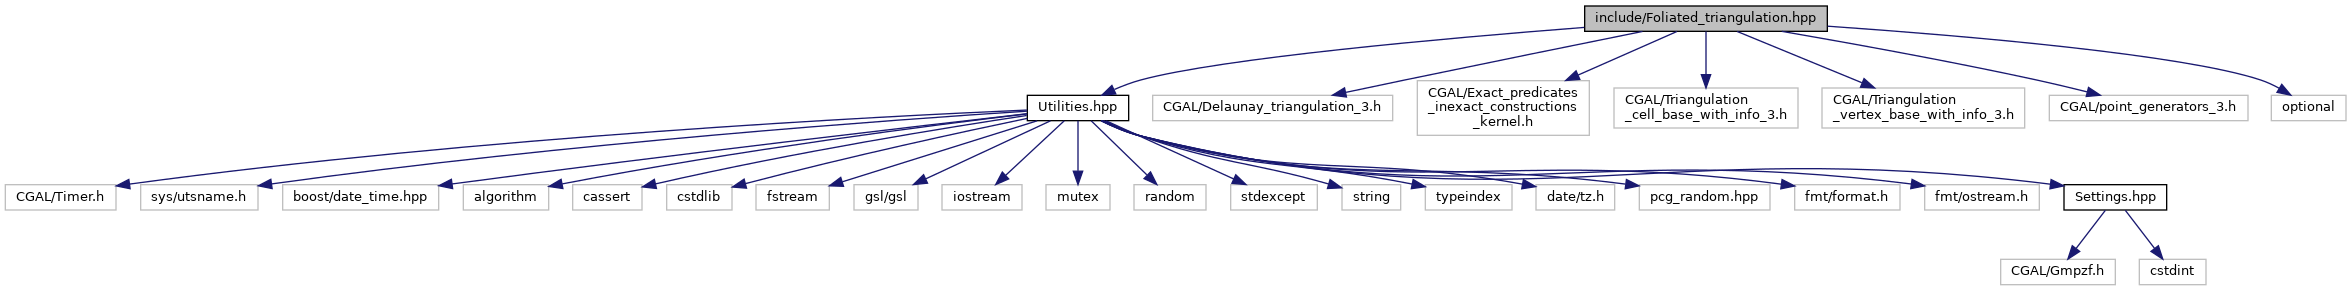 include/Foliated_triangulation.hpp
Utilities.hpp
CGAL/Delaunay_triangulation_3.h
CGAL/Exact_predicates
_inexact_constructions
_kernel.h
CGAL/Triangulation
_cell_base_with_info_3.h
CGAL/Triangulation
_vertex_base_with_info_3.h
CGAL/point_generators_3.h
optional
CGAL/Timer.h
sys/utsname.h
boost/date_time.hpp
algorithm
cassert
cstdlib
fstream
gsl/gsl
iostream
mutex
random
stdexcept
string
typeindex
date/tz.h
pcg_random.hpp
fmt/format.h
fmt/ostream.h
Settings.hpp
CGAL/Gmpzf.h
cstdint